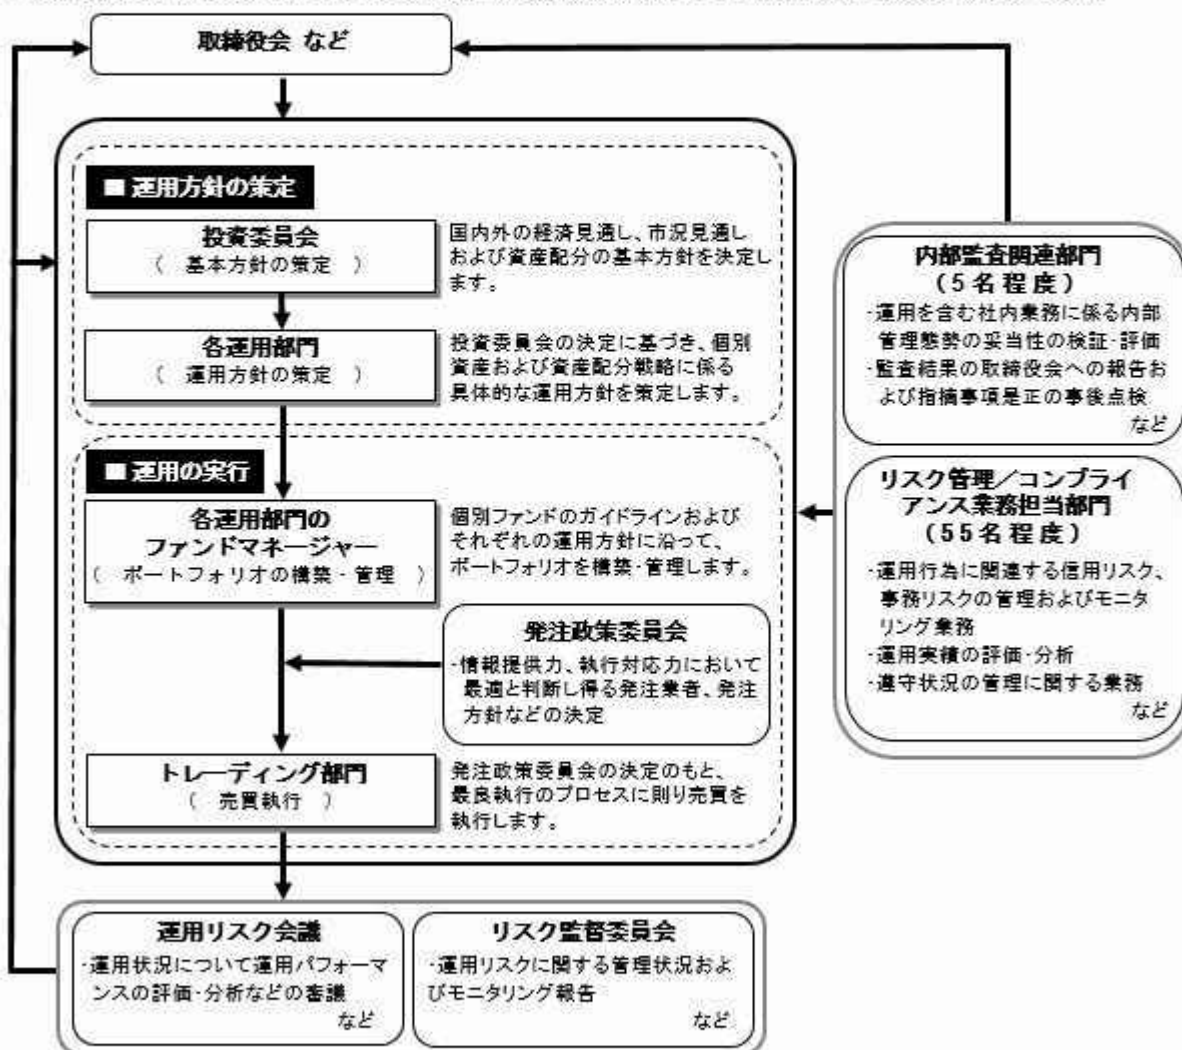 取締役会 など
■ 運用方針の策定
投資委員会
( 基本方針の策定 )
国内外の経済見通し、市況見通し
および資産配分の基本方針を決定し
ます。
各運用部門
( 運用方針の策定 )
投資委員会の決定に基づき、個別
資産および資産配分戦略に係る
具体的な運用方針を策定します。
■ 運用の実行
各運用部門の
ファンドマネージャー
( ポートフォリオの構築・管理 )
個別ファンドのガイドラインおよび
それぞれの運用方針に沿って、
ポートフォリオを構築・管理します。
発注政策委員会
・情報提供力、執行対応力において
最適と判断し得る発注業者、発注
方針などの決定
トレーディング部門
( 売買執行 )
発注政策委員会の決定のもと、
最良執行のプロセスに則り売買を
執行します。
内部監査関連部門
(5名程度)
・運用を含む社内業務に係る内部
管理態勢の妥当性の検証・評価
・監査結果の取締役会への報告お
よび指摘事項是正の事後点検
など
リスク管理/コンプライ
アンス業務担当部門
(55名程度)
・運用行為に関連する信用リスク、
事務リスクの管理およびモニタ
リング業務
・運用実績の評価・分析
・遵守状況の管理に関する業務
など
運用リスク会議
・運用状況について運用パフォーマ
ンスの評価・分析などの審議
など
リスク監督委員会
・運用リスクに関する管理状況およ
びモニタリング報告
など